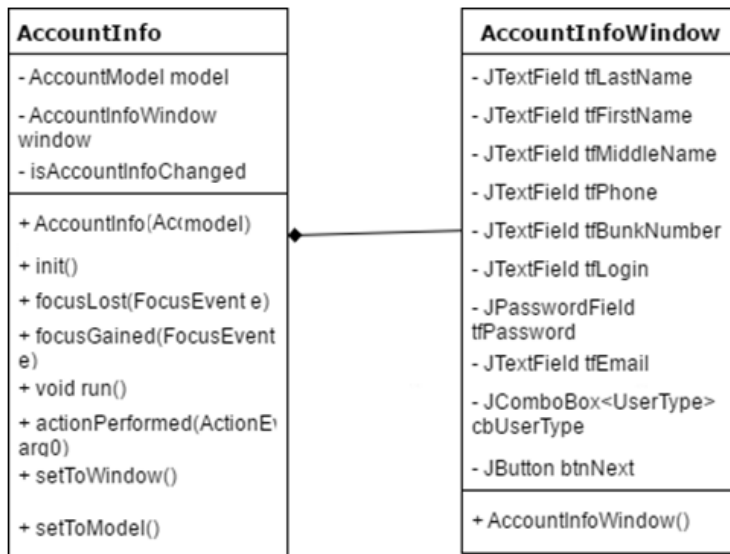 AccountInfo
- AccountModel model
- AccountInfoWindow
window
- isAccountInfoChanged
+ AccountInfo(Acc model)
+ init()
+ focusLost(FocusEvent e)
+ focusGained(FocusEvent
e)
+ void run()
+ actionPerformed(ActionEv
arg0)
+ setToWindow()
+ setToModel()
AccountInfoWindow
- JTextField tfLastName
- JTextField tfFirstName
- JTextField tfMiddleName
- JTextField tfPhone
- JTextField tfBunkNumber
- JTextField tfLogin
- JPasswordField
tfPassword
- JTextField tfEmail
- JComboBox<UserType>
cbUserType
- JButton btnNext
+ AccountInfoWindow()